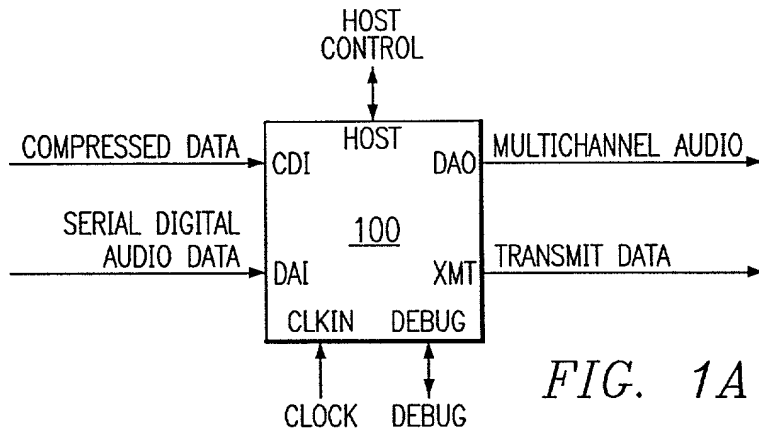 HOST
CONTROL
COMPRESSED DATA
HOST
CDI
DAO
MULTICHANNEL AUDIO
SERIAL DIGITAL
AUDIO DATA
100
DAI
XMT
TRANSMIT DATA
CLKIN
DEBUG
CLOCK
DEBUG
FIG. 1A